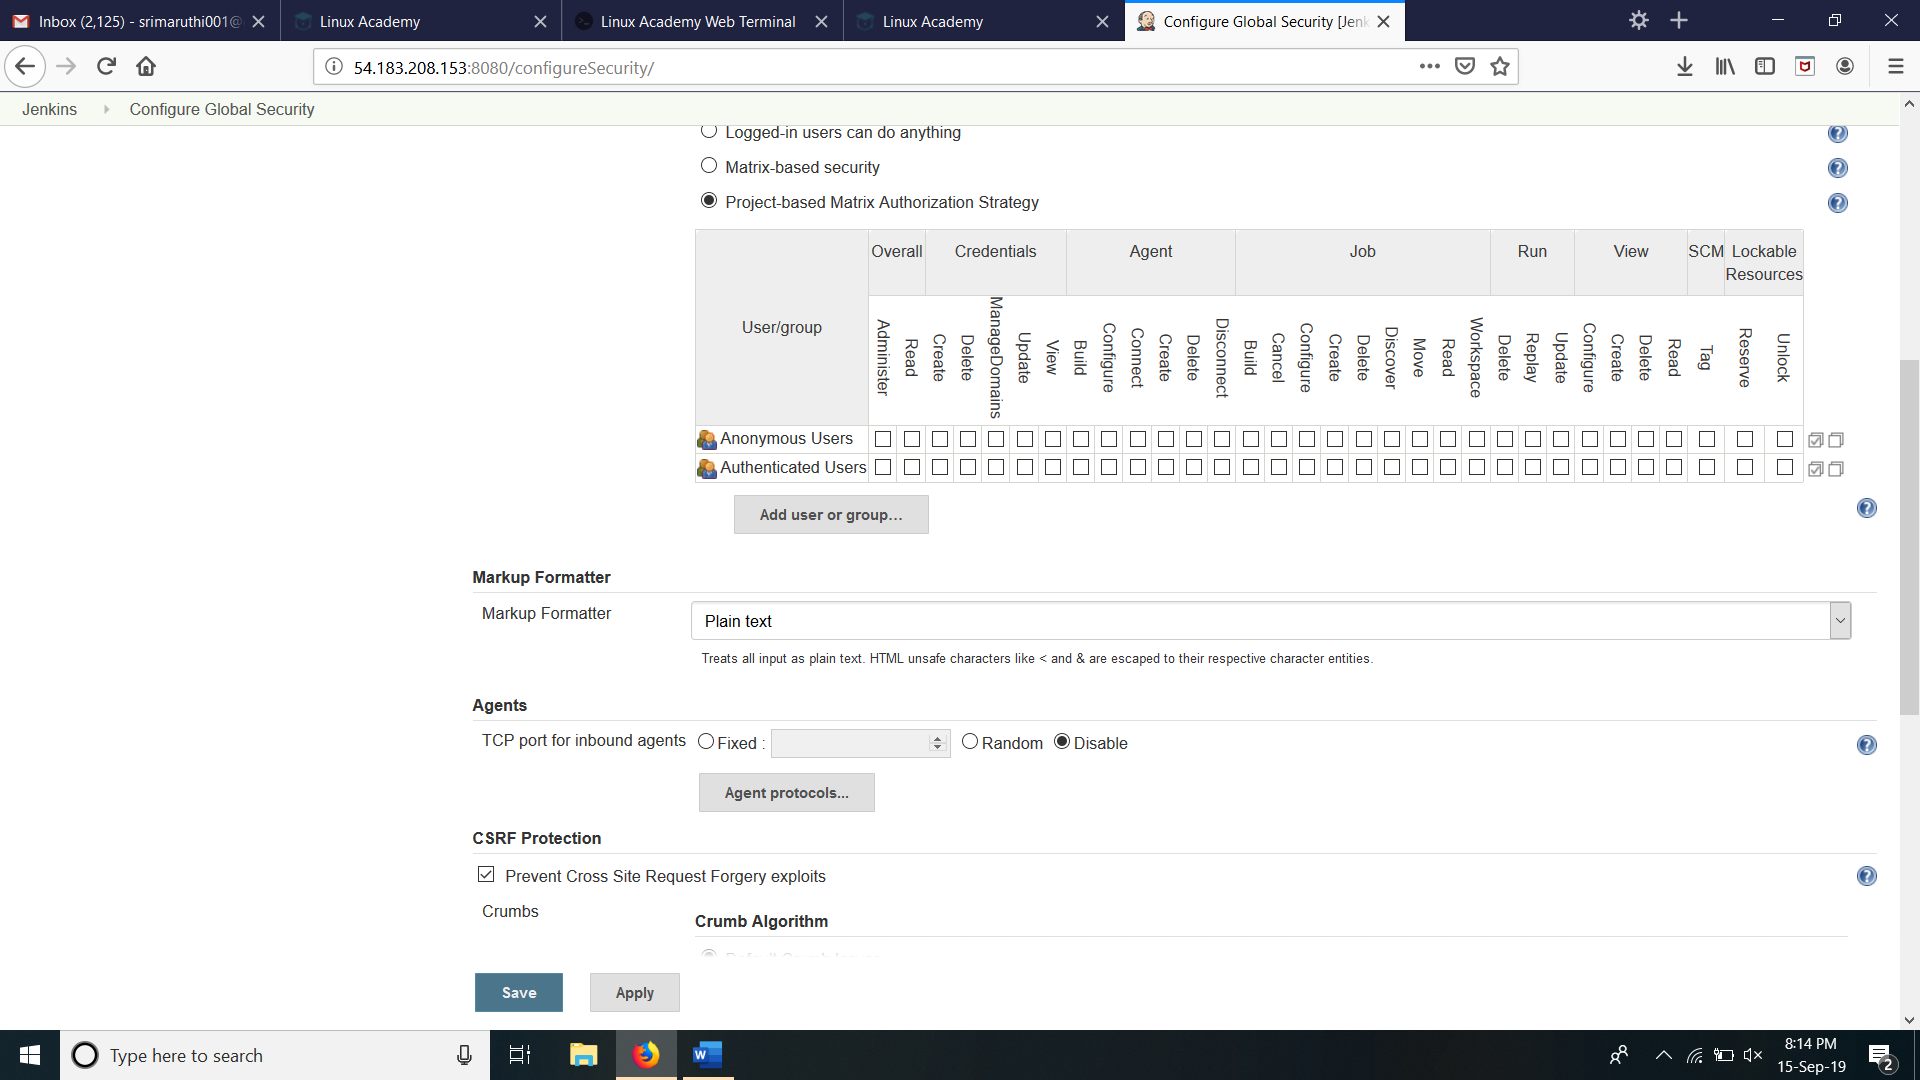 Inbox (2,125) - srimaruthi001@
Linux Academy
Linux Academy Web Terminal
Linux Academy
Configure Global Security [Jenk
54.183.208.153:8080/configureSecurity/
Jenkins
Configure Global Security
Logged-in users can do anything
Matrix-based security
Project-based Matrix Authorization Strategy
User/group
Overall
Credentials
Agent
Job
Run
View
SCM
Lockable
Resources
Administer
Read
Create
Delete
ManageDomains
Update
View
Build
Configure
Connect
Create
Delete
Disconnect
Build
Cancel
Configure
Create
Delete
Discover
Move
Read
Workspace
Delete
Replay
Update
Configure
Create
Delete
Read
Tag
Reserve
Unlock
Anonymous Users
Authenticated Users
Add user or group...
Markup Formatter
Markup Formatter
Plain text
Treats all input as plain text. HTML unsafe characters like < and & are escaped to their respective character entities.
Agents
TCP port for inbound agents
Fixed :
Random
Disable
Agent protocols...
CSRF Protection
Prevent Cross Site Request Forgery exploits
Crumbs
Crumb Algorithm
Save
Apply
Type here to search
8:14 PM
15-Sep-19
2